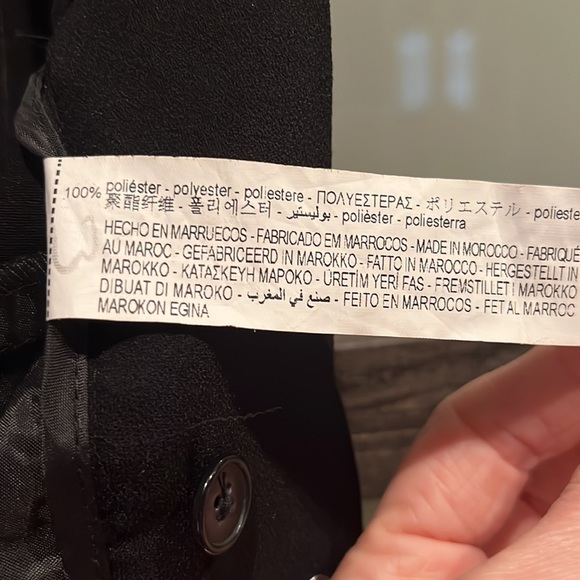 100% poliéster - polyester - poliestere - ΠΟΛΥΕΣΤΕΡΑΣ - ポリエステル - polieste
聚酯纤维 - 폴리에스터 - بوليستير - polièster - poliesterra
HECHO EN MARRUECOS - FABRICADO EM MARROCOS - MADE IN MOROCCO - FABRIQUÉ
AU MAROC - GEFABRICEERD IN MAROKKO - FATTO IN MAROCCO - HERGESTELLT IN
MAROKKO - ΚΑΤΑΣΚΕΥΗ ΜΑΡΟΚΟ - ÜRETİM YERİ FAS - FREMSTILLET I MAROKKO
DIBUAT DI MAROKO - صنع في المغرب - FEITO EN MARROCOS - FET AL MARROC
MAROKON EGINA